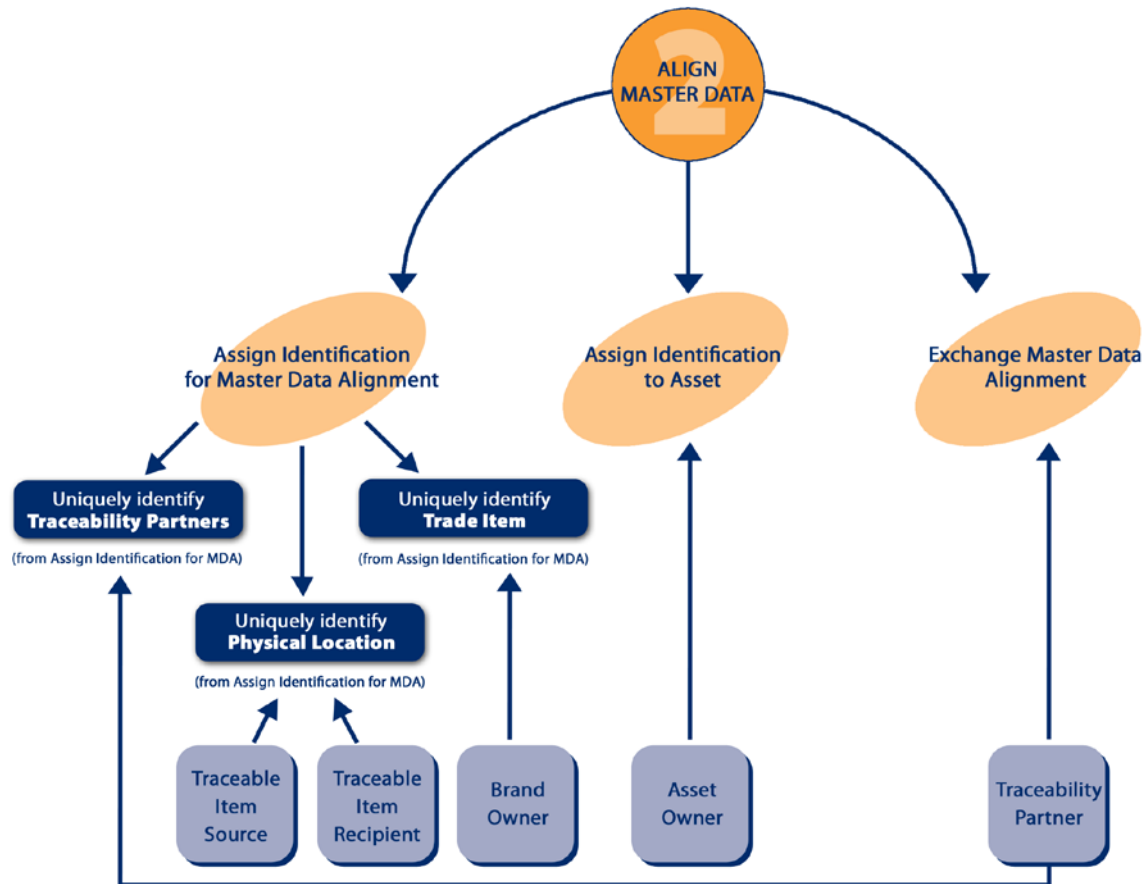 2
ALIGN
MASTER DATA
Assign Identification
for Master Data Alignment
Assign Identification
to Asset
Exchange Master Data
Alignment
Uniquely identify
Traceability Partners
(from Assign Identification for MDA)
Uniquely identify
Trade Item
(from Assign Identification for MDA)
Uniquely identify
Physical Location
(from Assign Identification for MDA)
Traceable
Item
Source
Traceable
Item
Recipient
Brand
Owner
Asset
Owner
Traceability
Partner